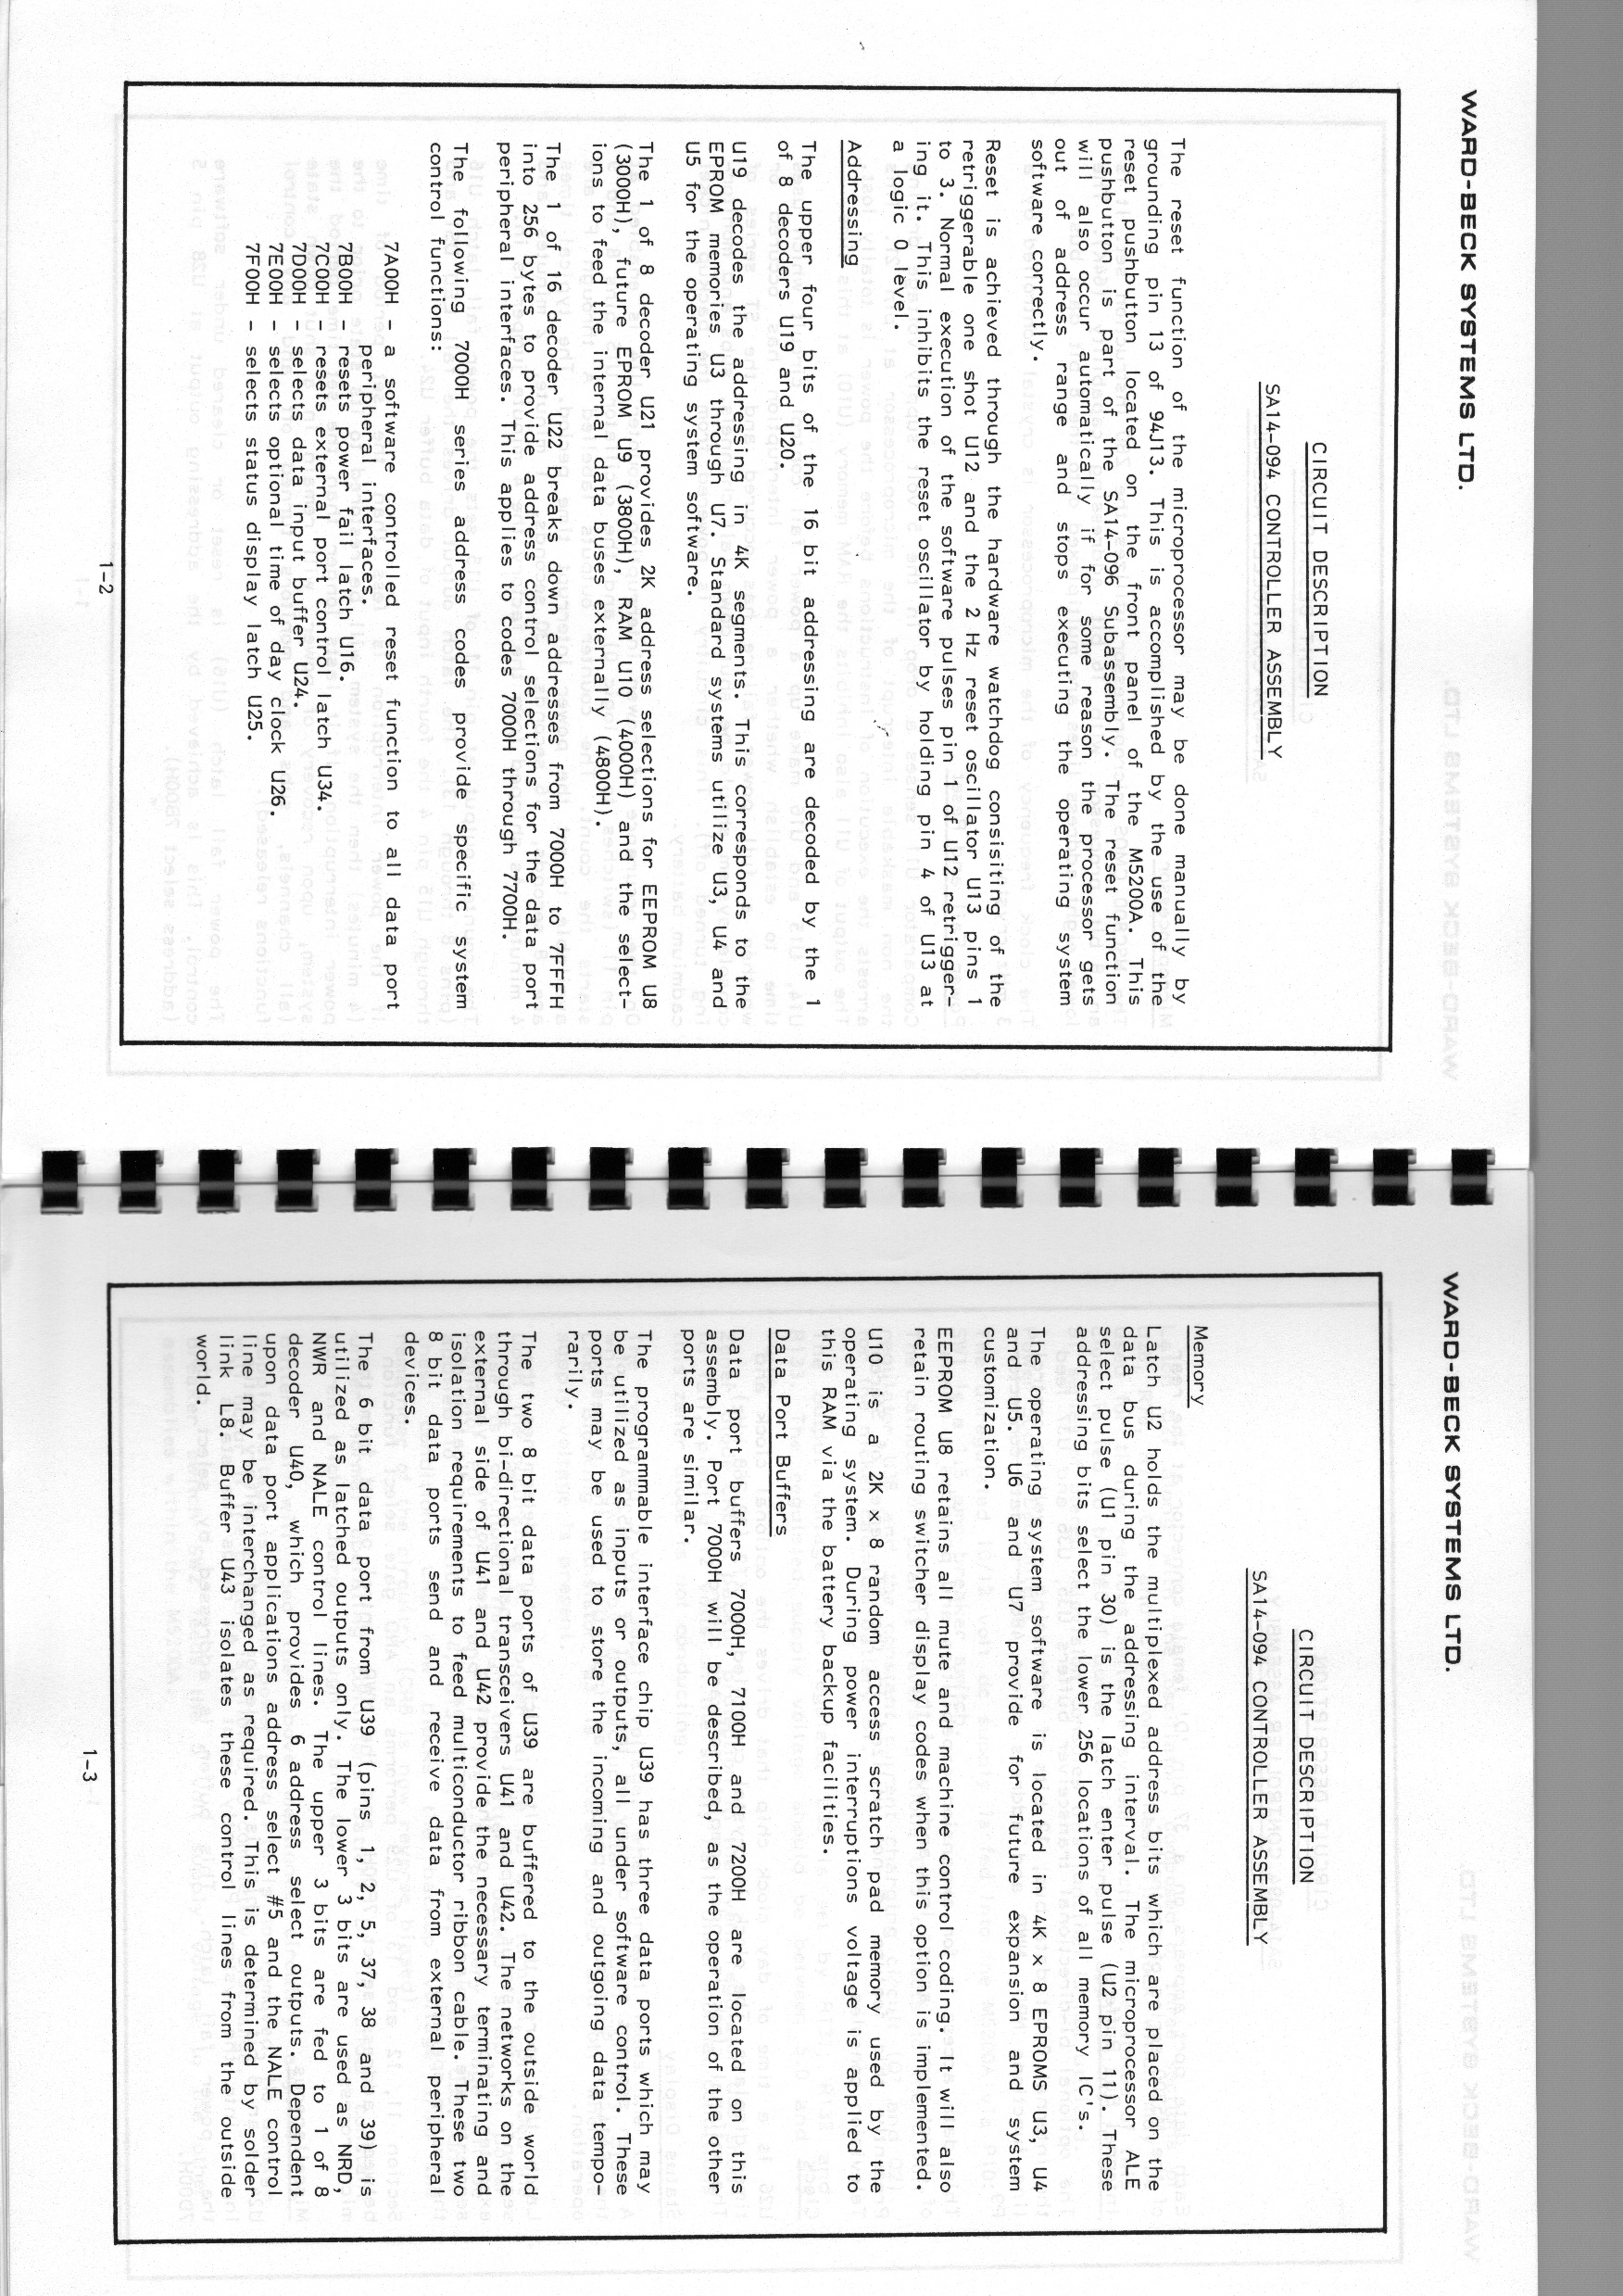 WARD-BECK SYSTEMS LTD.
CIRCUIT DESCRIPTION
SA14-094 CONTROLLER ASSEMBLY
The reset function of the microprocessor may be done manually by
grounding pin 13 of 94J13. This is accomplished by the use of the
reset pushbutton located on the front panel of the M5200A. This
pushbutton is part of the SA14-096 Subassembly. The reset function
will also occur automatically if for some reason the processor gets
out of address range and stops executing the operating system
software correctly.
Reset is achieved through the hardware watchdog consisiting of the
retriggerable one shot U12 and the 2 Hz reset oscillator U13 pins 1
to 3. Normal execution of the software pulses pin 1 of U12 retrigger-
ing it. This inhibits the reset oscillator by holding pin 4 of U13 at
a logic 0 level.
Addressing
The upper four bits of the 16 bit addressing are decoded by the 1
of 8 decoders U19 and U20.
U19 decodes the addressing in 4K segments. This corresponds to the
EPROM memories U3 through U7. Standard systems utilize U3, U4 and
U5 for the operating system software.
The 1 of 8 decoder U21 provides 2K address selections for EEPROM U8
(3000H), future EPROM U9 (3800H), RAM U10 (4000H) and the select-
ions to feed the internal data buses externally (4800H).
The 1 of 16 decoder U22 breaks down addresses from 7000H to 7FFFH
into 256 bytes to provide address control selections for the data port
peripheral interfaces. This applies to codes 7000H through 7700H.
The following 7000H series address codes provide specific system
control functions:
7A00H - a software controlled reset function to all data port
peripheral interfaces.
7B00H - resets power fail latch U16.
7C00H - resets external port control latch U34.
7D00H - selects data input buffer U24.
7E00H - selects optional time of day clock U26.
7F00H - selects status display latch U25.
1-2
WARD-BECK SYSTEMS LTD.
CIRCUIT DESCRIPTION
SA14-094 CONTROLLER ASSEMBLY
Memory
Latch U2 holds the multiplexed address bits which are placed on the
data bus during the addressing interval. The microprocessor ALE
select pulse (U1 pin 30) is the latch enter pulse (U2 pin 11). These
addressing bits select the lower 256 locations of all memory IC's.
The operating system software is located in 4K x 8 EPROMS U3, U4
and U5. U6 and U7 provide for future expansion and system
customization.
EEPROM U8 retains all mute and machine control coding. It will also
retain routing switcher display codes when this option is implemented.
U10 is a 2K x 8 random access scratch pad memory used by the
operating system. During power interruptions voltage is applied to
this RAM via the battery backup facilities.
Data Port Buffers
Data port buffers 7000H, 7100H and 7200H are located on this
assembly. Port 7000H will be described, as the operation of the other
ports are similar.
The programmable interface chip U39 has three data ports which may
be utilized as inputs or outputs, all under software control. These
ports may be used to store the incoming and outgoing data tempo-
rarily.
The two 8 bit data ports of U39 are buffered to the outside world
through bi-directional transceivers U41 and U42. The networks on the
external side of U41 and U42 provide the necessary terminating and
isolation requirements to feed multiconductor ribbon cable. These two
8 bit data ports send and receive data from external peripheral
devices.
The 6 bit data port from U39 (pins 1, 2, 5, 37, 38 and 39) is
utilized as latched outputs only. The lower 3 bits are used as NRD,
NWR and NALE control lines. The upper 3 bits are fed to 1 of 8
decoder U40, which provides 6 address select outputs. Dependent
upon data port applications address select #5 and the NALE control
line may be interchanged as required. This is determined by solder
link L8. Buffer U43 isolates these control lines from the outside
world.
1-3